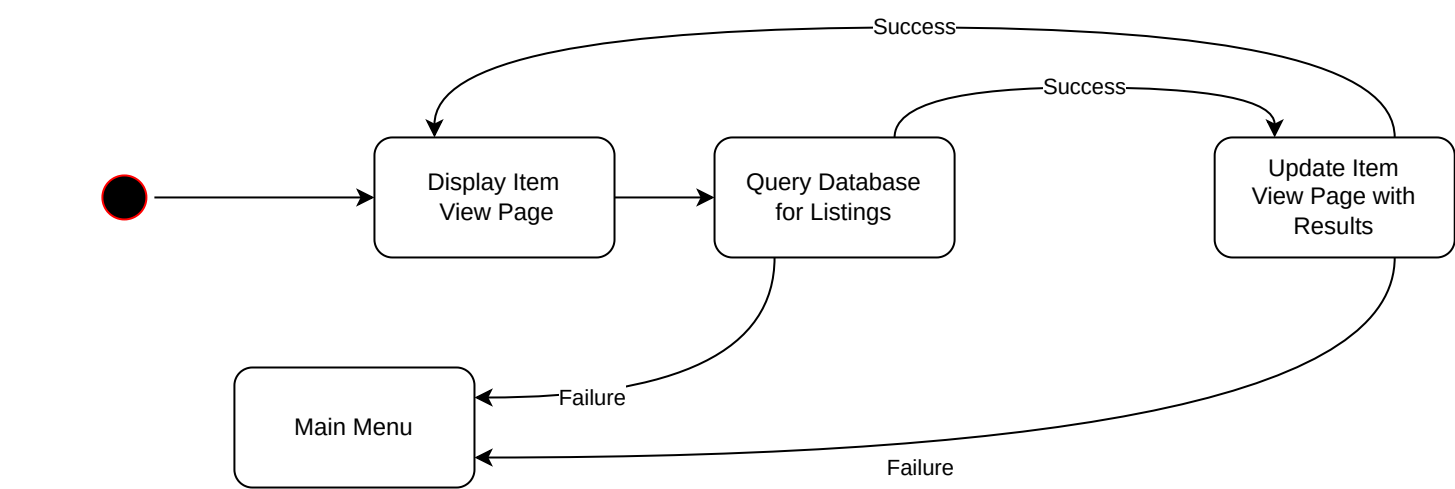 Success
Success
Display Item
View Page
Query Database
for Listings
Update Item
View Page with
Results
Failure
Main Menu
Failure